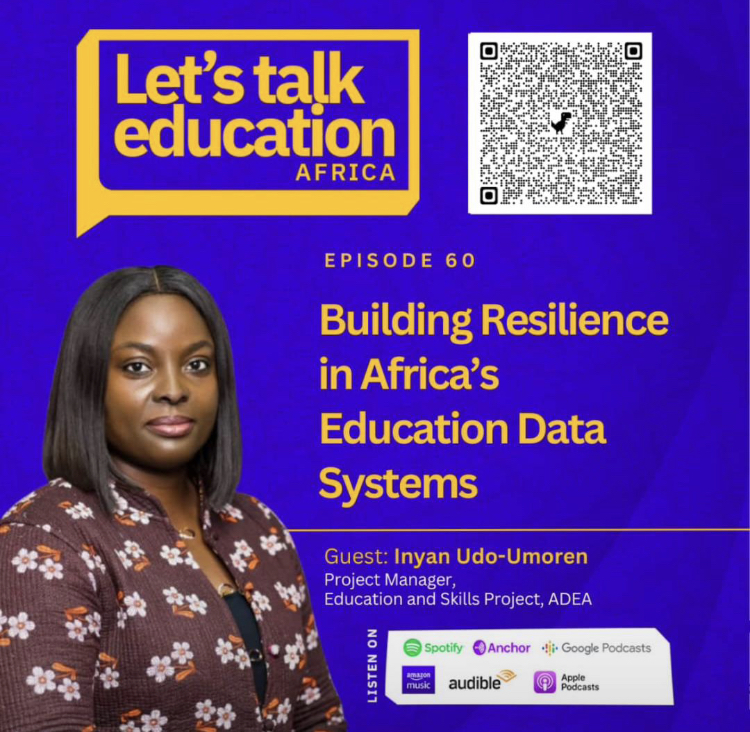 Let's talk
education
AFRICA
EPISODE 60
Building Resilience
in Africa's
Education Data
Systems
Guest: Inyan Udo-Umoren
Project Manager,
Education and Skills Project, ADEA
LISTEN ON
Spotify Anchor Google Podcasts
amazon music audible Apple Podcasts